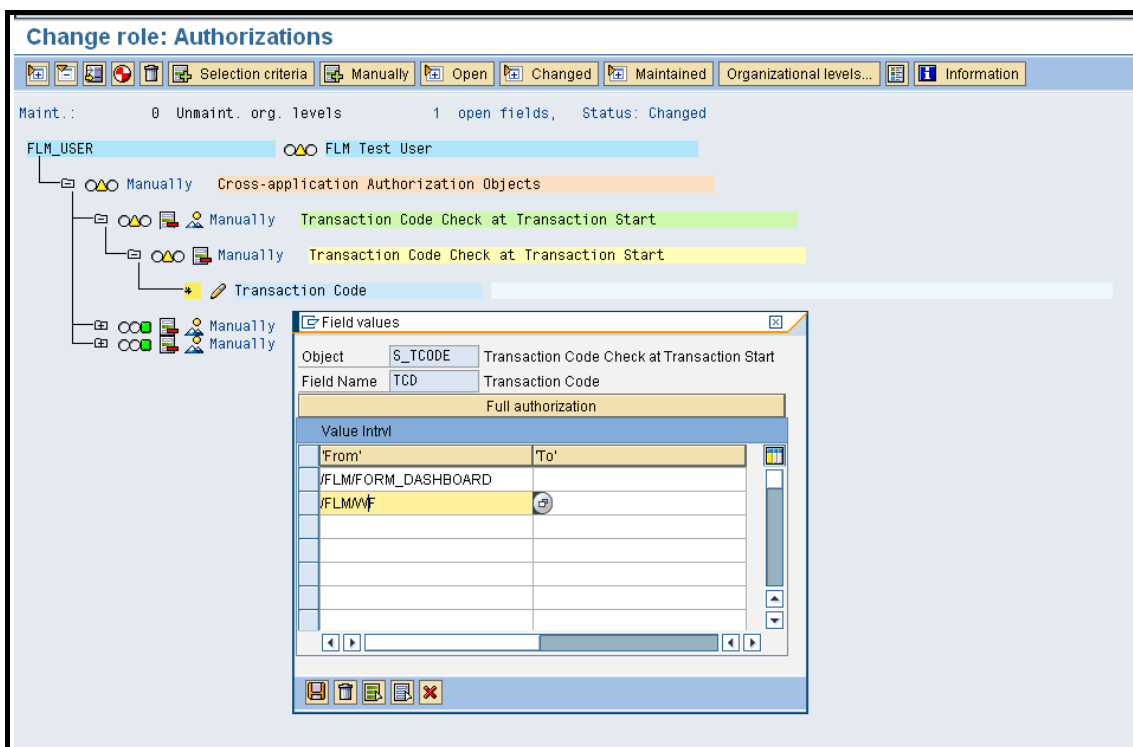 Change role: Authorizations
Selection criteria Manually Open Changed Maintained Organizational levels... Information
Maint.: 0 Unmaint. org. levels 1 open fields, Status: Changed
FLM_USER FLM Test User
Manually Cross-application Authorization Objects
Manually Transaction Code Check at Transaction Start
Manually Transaction Code Check at Transaction Start
Transaction Code
Manually
Manually
Field values
Object S_TCODE Transaction Code Check at Transaction Start
Field Name TCD Transaction Code
Full authorization
Value Intrvl
'From' 'To'
/FLM/FORM_DASHBOARD
/FLM/WF